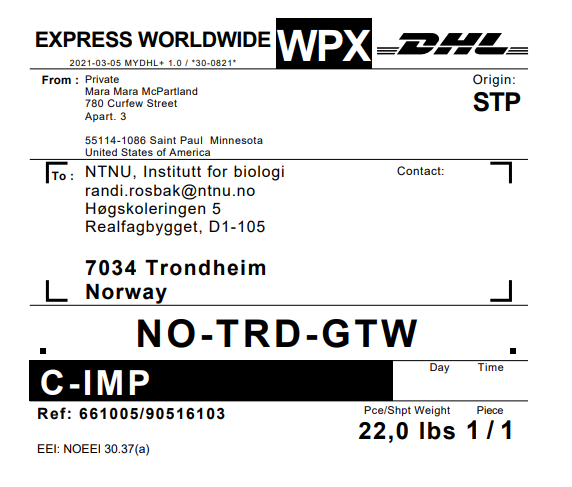 EXPRESS WORLDWIDE WPX DHL
2021-03-05 MYDHL+ 1.0 / *30-0821*
From : Private
Mara Mara McPartland
780 Curfew Street
Apart. 3
55114-1086 Saint Paul Minnesota
United States of America
Origin:
STP
To : NTNU, Institutt for biologi
randi.rosbak@ntnu.no
Høgskoleringen 5
Realfagbygget, D1-105
7034 Trondheim
Norway
Contact:
NO-TRD-GTW
C-IMP
Day Time
Ref: 661005/90516103
Pce/Shpt Weight Piece
22,0 lbs 1 / 1
EEI: NOEEI 30.37(a)